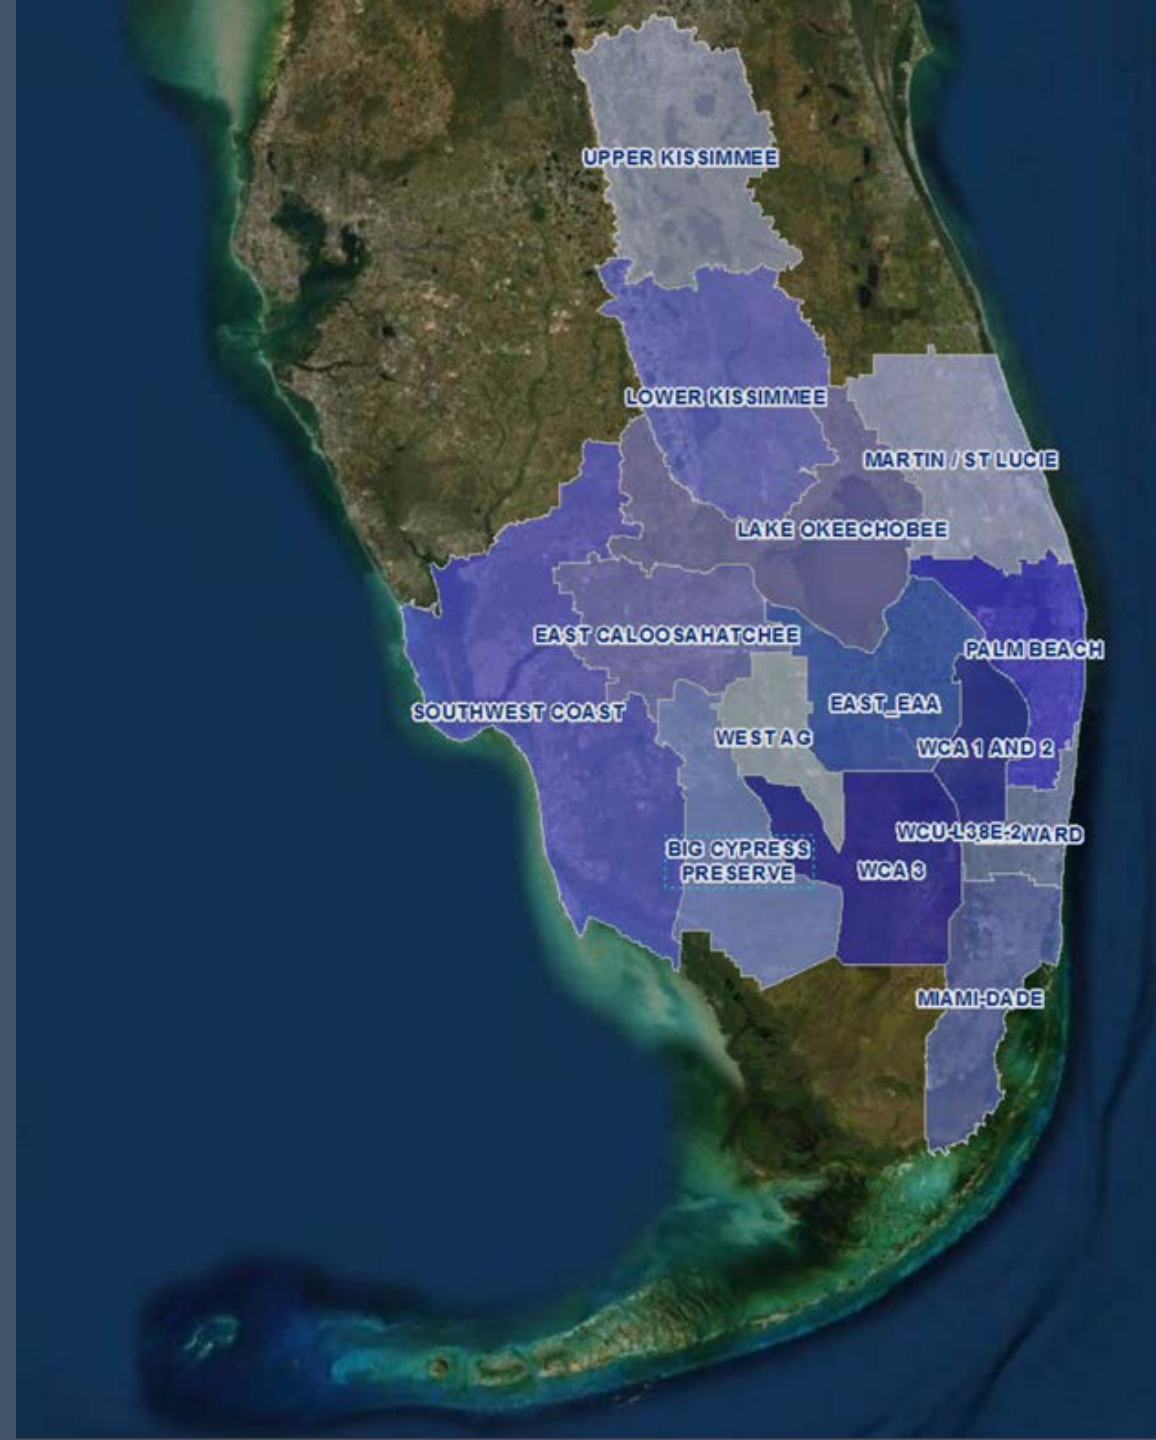 UPPER KISSIMMEE
LOWER KISSIMMEE
MARTIN / ST LUCIE
LAKE OKEECHOBEE
EAST CALOOSAHATCHEE
PALM BEACH
EAST_EAA
SOUTHWEST COAST
WEST AG
WCA 1 AND 2
WCU-L38E-2WARD
BIG CYPRESS
PRESERVE
WCA 3
MIAMI-DADE